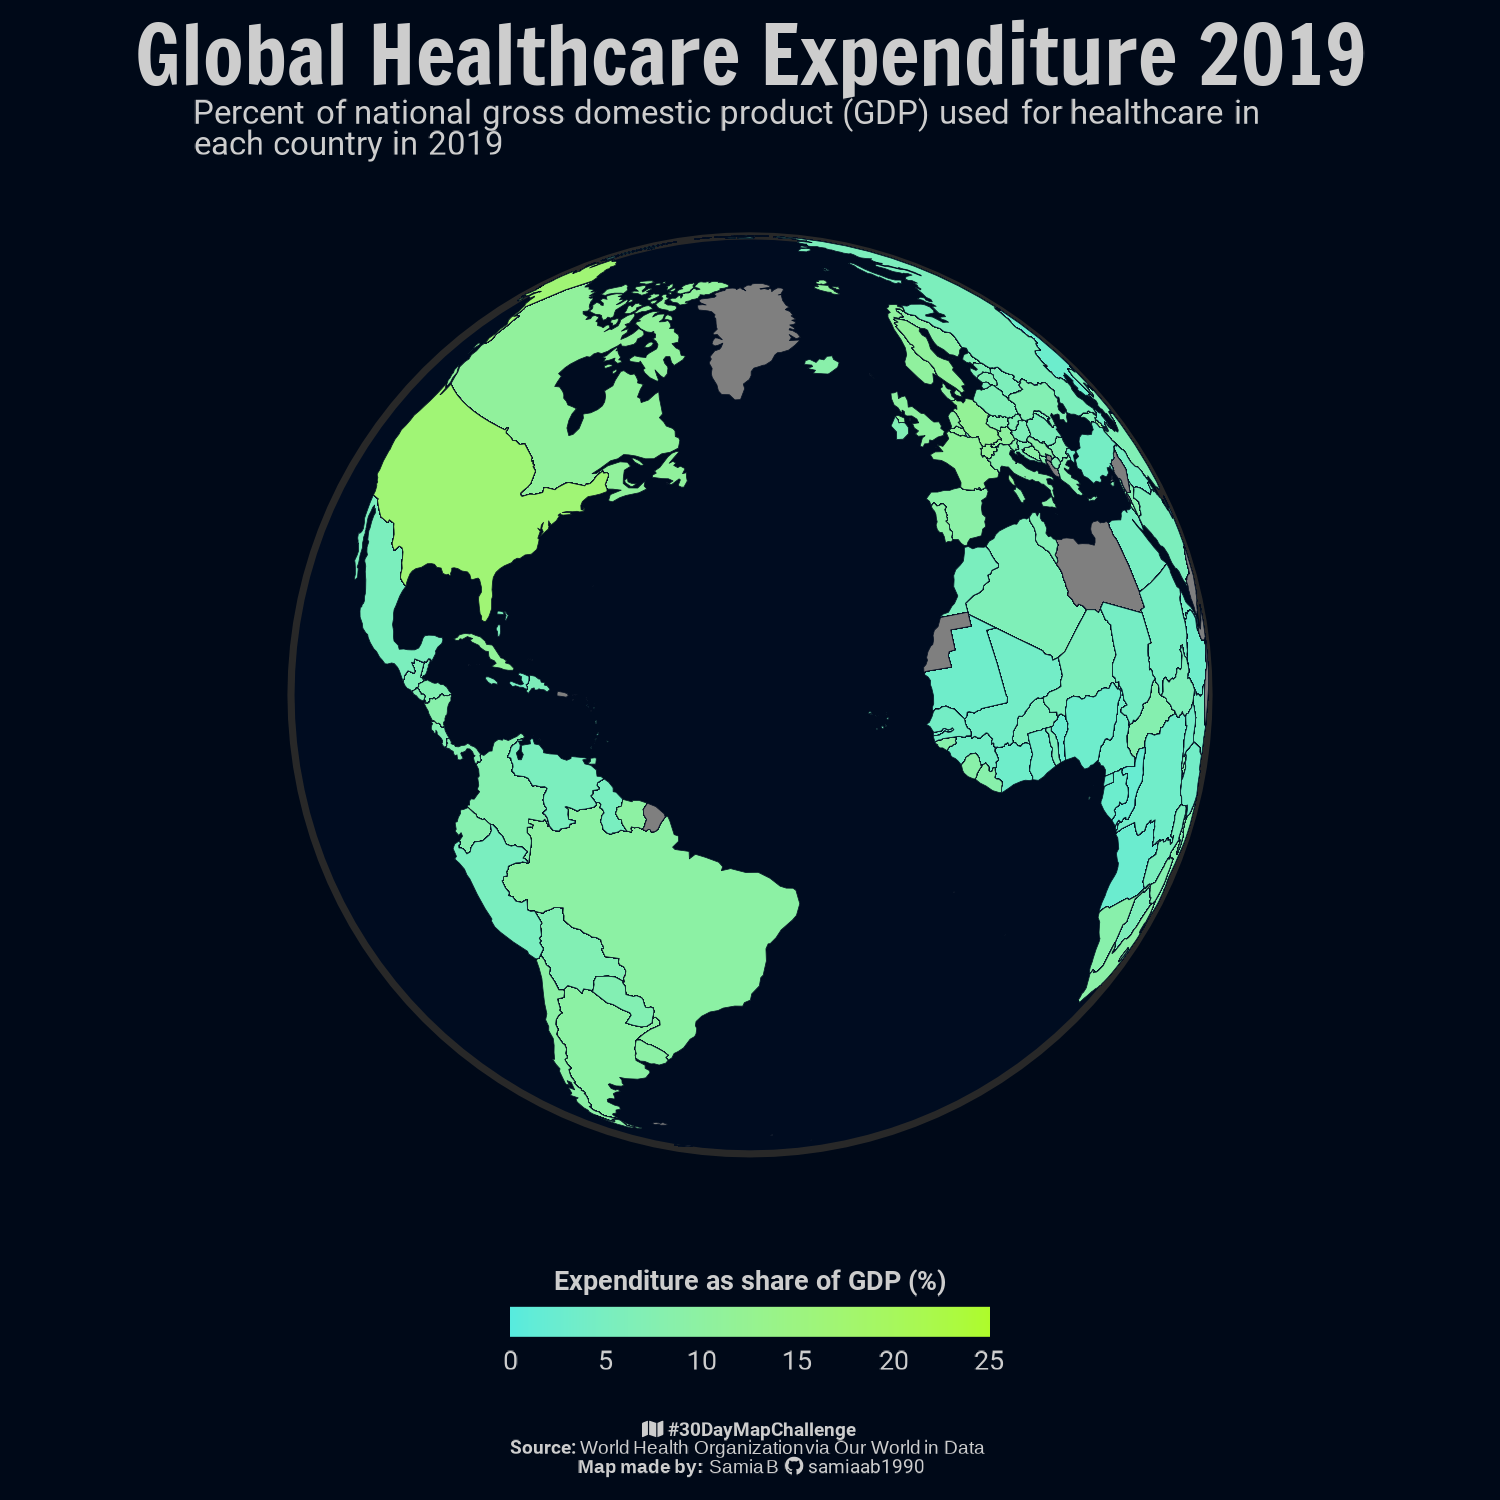 Global Healthcare Expenditure 2019
Percent of national gross domestic product (GDP) used for healthcare in
each country in 2019
Expenditure as share of GDP (%)
0 5 10 15 20 25
#30DayMapChallenge
Source: World Health Organization via Our World in Data
Map made by: Samia B samiaab1990